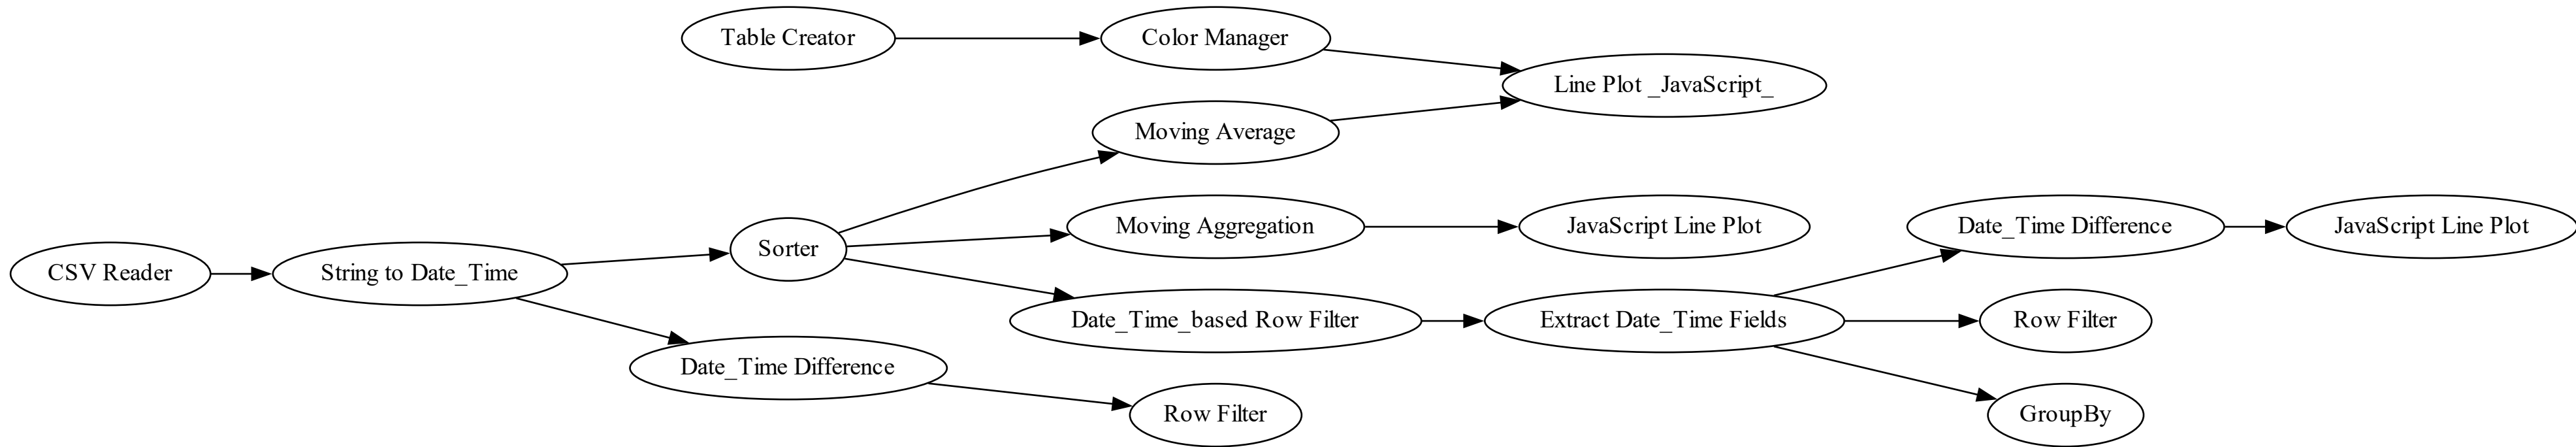 Table Creator
Color Manager
Line Plot _JavaScript_
Moving Average
Sorter
Moving Aggregation
JavaScript Line Plot
Date_Time Difference
JavaScript Line Plot
CSV Reader
String to Date_Time
Date_Time_based Row Filter
Extract Date_Time Fields
Row Filter
Date_Time Difference
Row Filter
GroupBy